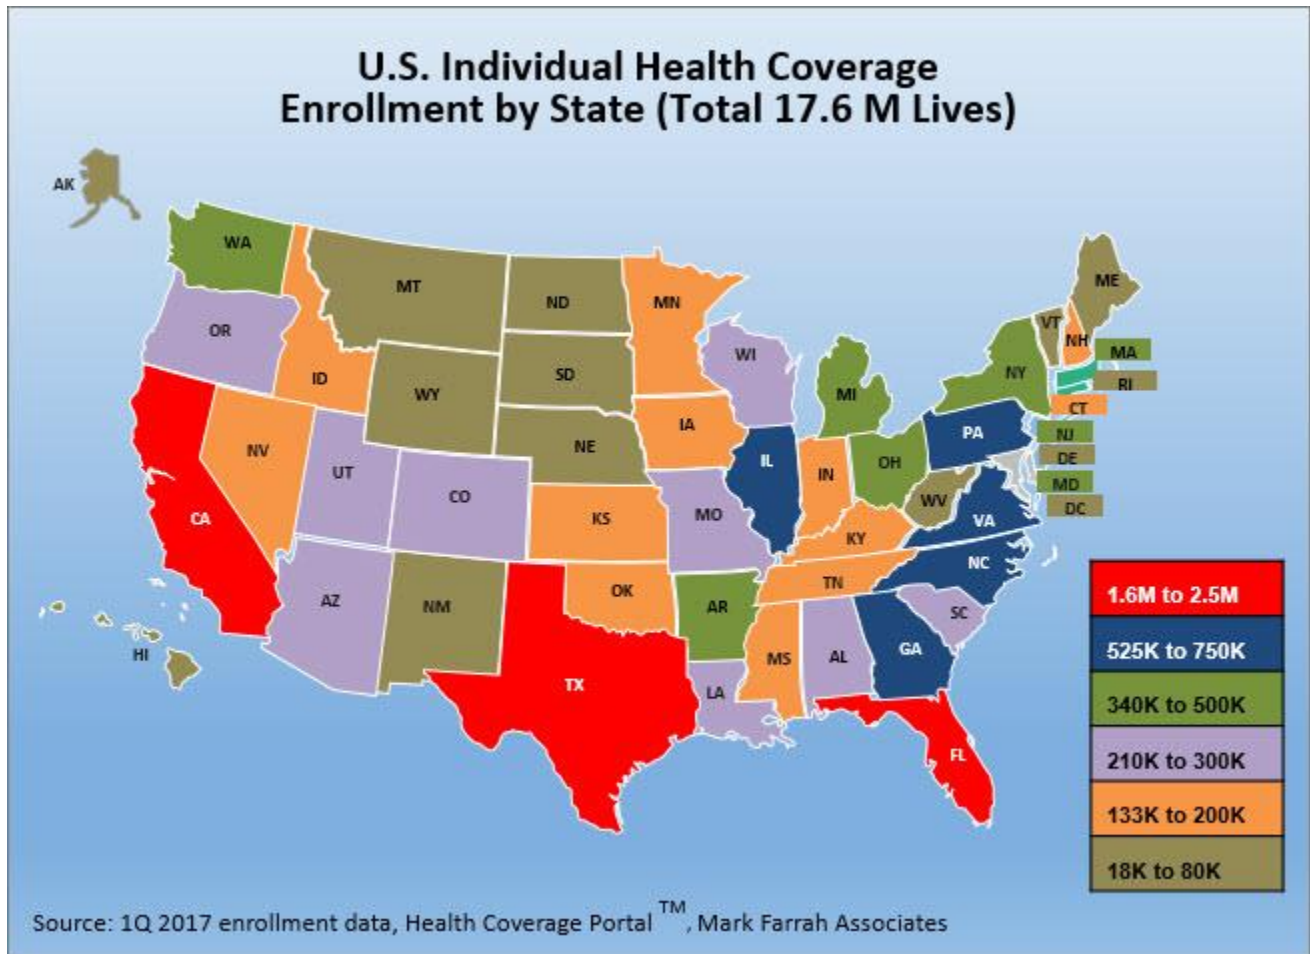 U.S. Individual Health Coverage
Enrollment by State (Total 17.6 M Lives)
AK
WA
MT
ND
MN
ME
OR
ID
WY
SD
WI
MI
NY
VT
NH
MA
RI
CT
NV
UT
CO
NE
IA
IL
IN
OH
PA
NJ
DE
MD
DC
CA
KS
MO
KY
WV
VA
AZ
NM
OK
AR
TN
NC
SC
HI
TX
LA
MS
AL
GA
FL
1.6M to 2.5M
525K to 750K
340K to 500K
210K to 300K
133K to 200K
18K to 80K
Source: 1Q 2017 enrollment data, Health Coverage Portal TM, Mark Farrah Associates